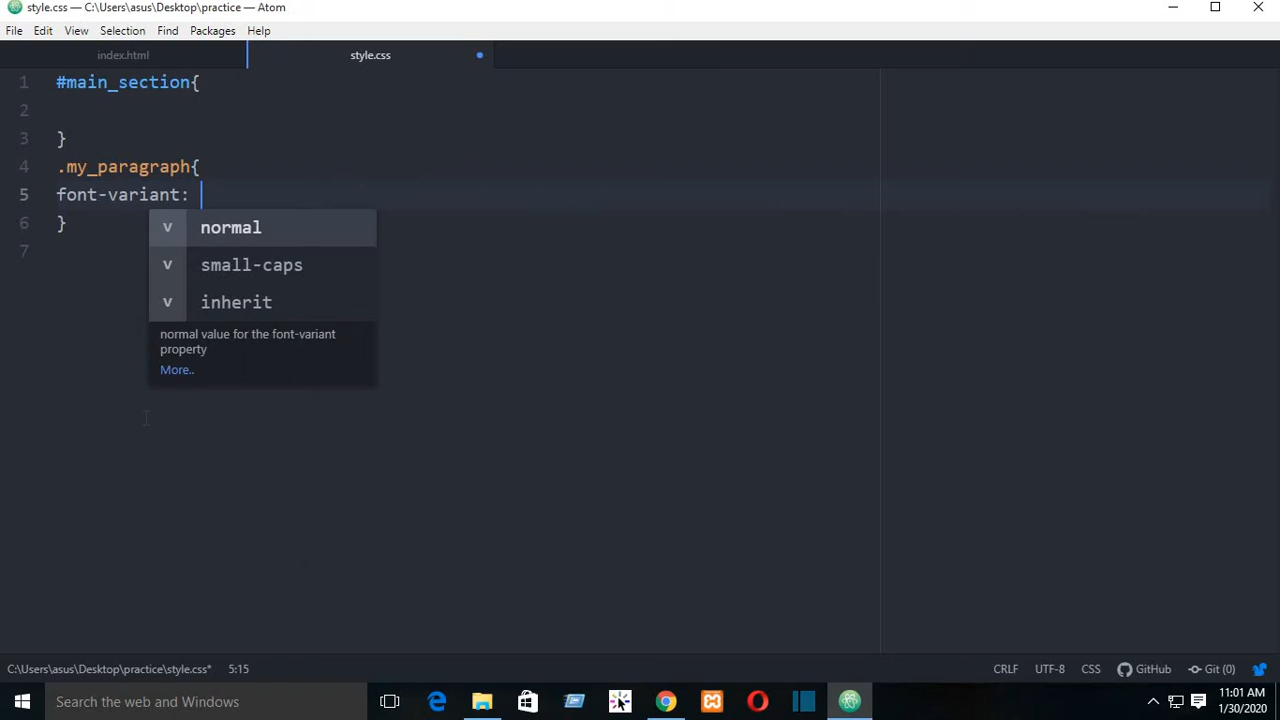 style.css — C:\Users\asus\Desktop\practice — Atom
File Edit View Selection Find Packages Help
index.html style.css
1 #main_section{
2
3 }
4 .my_paragraph{
5 font-variant:
6 }
7
v normal
v small-caps
v inherit
normal value for the font-variant
property
More..
C:\Users\asus\Desktop\practice\style.css* 5:15 CRLF UTF-8 CSS GitHub Git (0)
Search the web and Windows
11:01 AM
1/30/2020